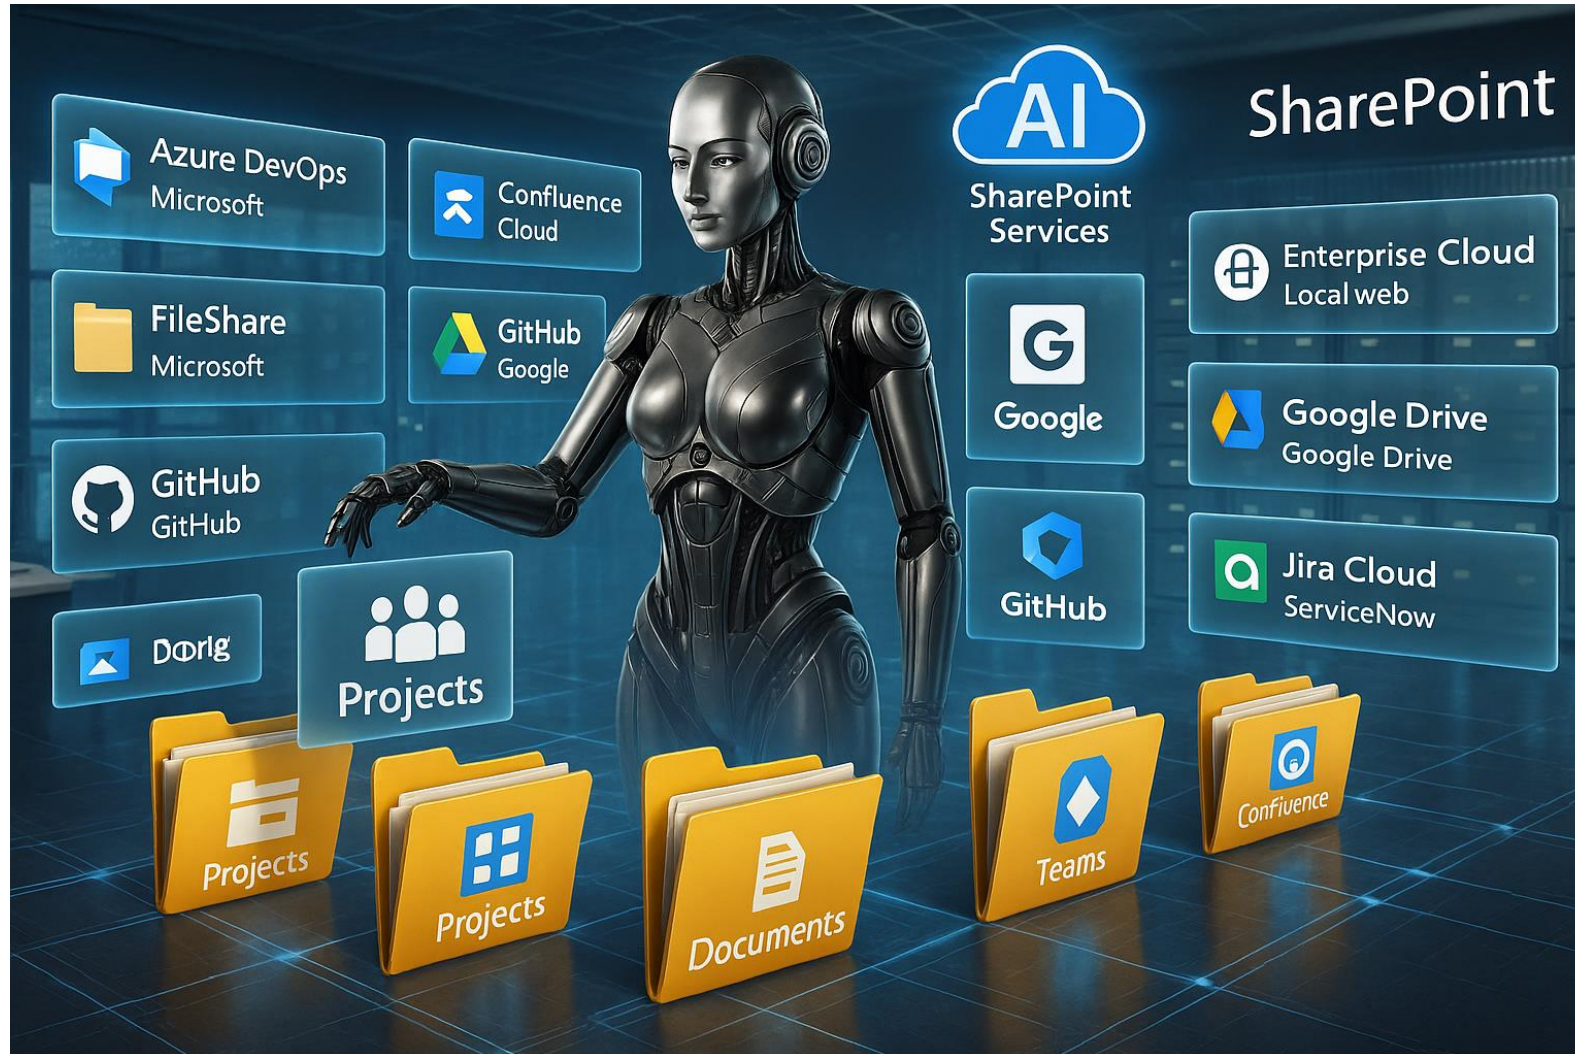 Azure DevOps
Microsoft
Confluence
Cloud
FileShare
Microsoft
GitHub
Google
GitHub
GitHub
Projects
AI
SharePoint
Services
SharePoint
Google
GitHub
Enterprise Cloud
Local web
Google Drive
Google Drive
Jira Cloud
ServiceNow
Projects
Projects
Documents
Teams
Confluence